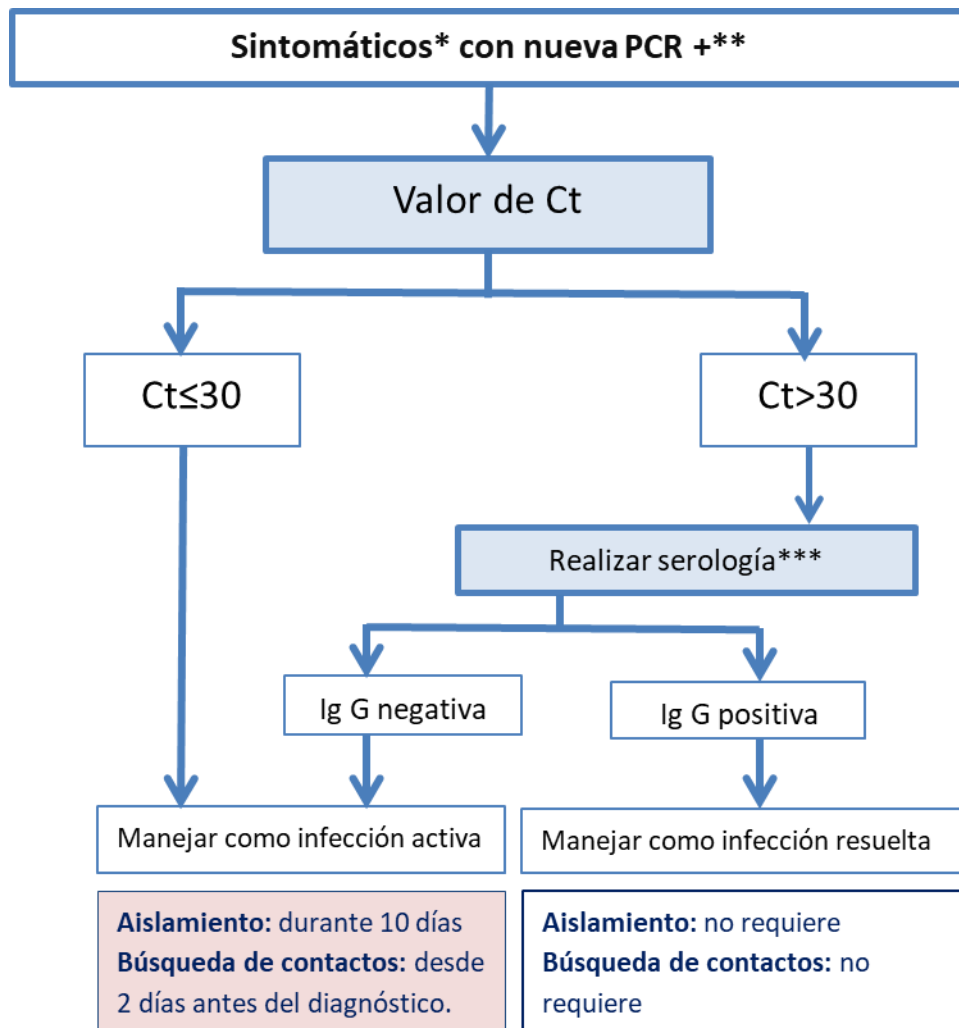 Sintomáticos* con nueva PCR +**
Valor de Ct
Ct≤30
Ct>30
Realizar serología***
Ig G negativa
Ig G positiva
Manejar como infección activa
Manejar como infección resuelta
Aislamiento: durante 10 días
Búsqueda de contactos: desde
2 días antes del diagnóstico.
Aislamiento: no requiere
Búsqueda de contactos: no
requiere